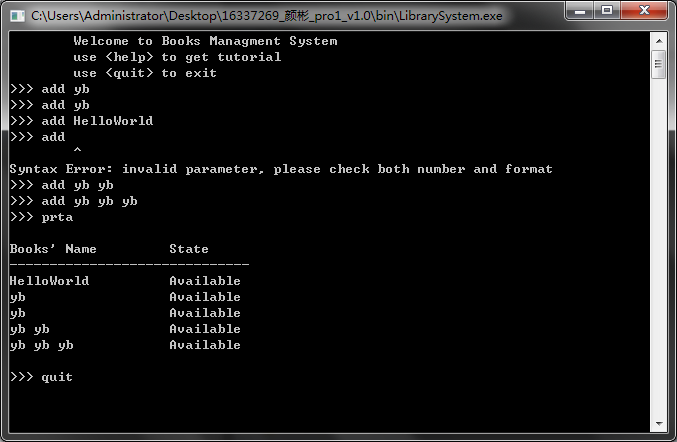 C:\Users\Administrator\Desktop\16337269_颜彬_pro1_v1.0\bin\LibrarySystem.exe
Welcome to Books Managment System
use <help> to get tutorial
use <quit> to exit
>>> add yb
>>> add yb
>>> add HelloWorld
>>> add
^
Syntax Error: invalid parameter, please check both number and format
>>> add yb yb
>>> add yb yb yb
>>> prta
Books' Name State
------------------------------
HelloWorld Available
yb Available
yb Available
yb yb Available
yb yb yb Available
>>> quit